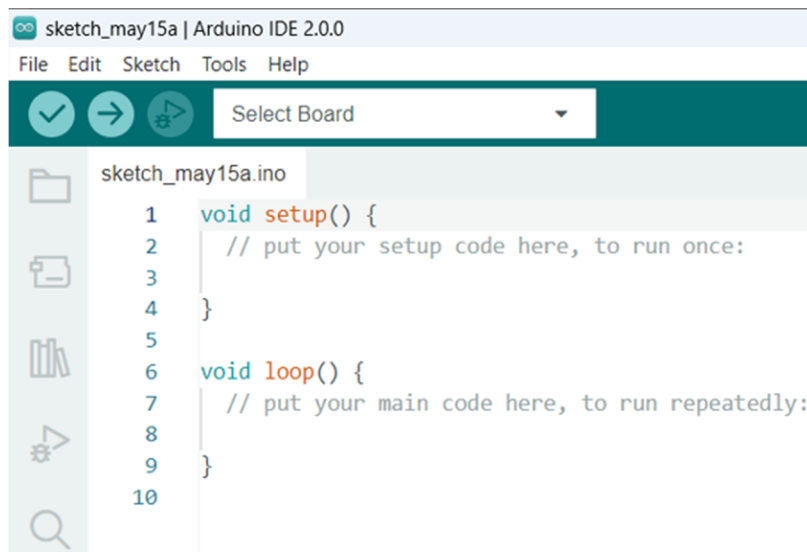 sketch_may15a | Arduino IDE 2.0.0
File Edit Sketch Tools Help
Select Board
sketch_may15a.ino
1 void setup() {
2 // put your setup code here, to run once:
3
4 }
5
6 void loop() {
7 // put your main code here, to run repeatedly:
8
9 }
10